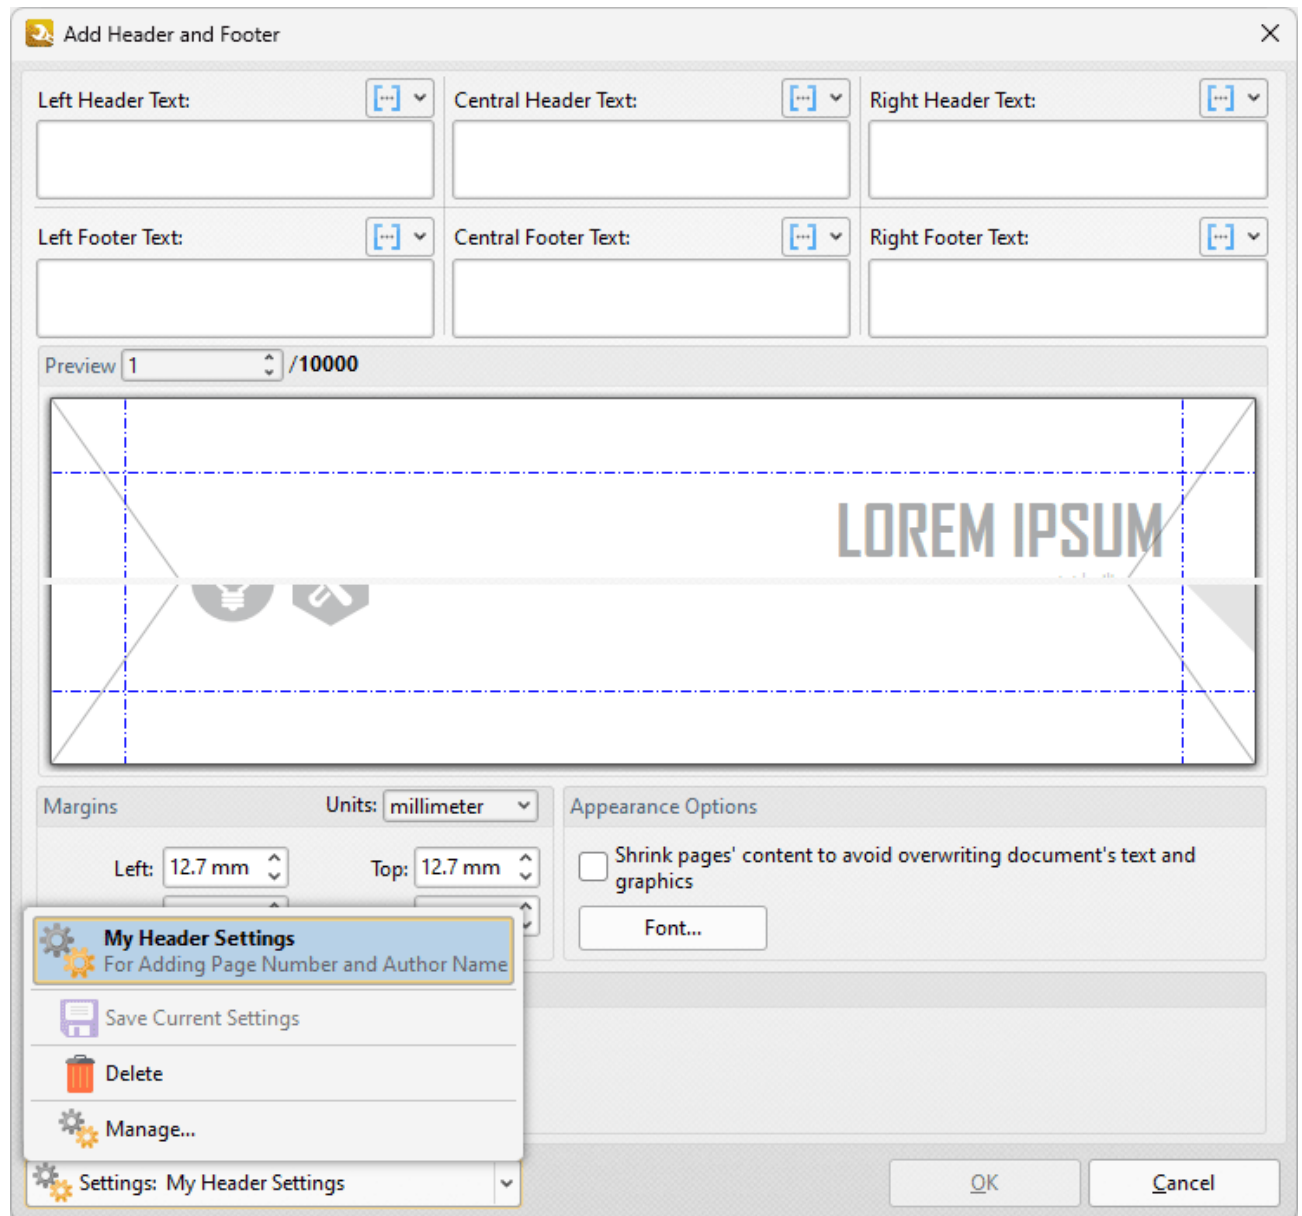 Add Header and Footer
Left Header Text:
Central Header Text:
Right Header Text:
Left Footer Text:
Central Footer Text:
Right Footer Text:
Preview 1 /10000
LOREM IPSUM
Margins
Units: millimeter
Left: 12.7 mm
Top: 12.7 mm
Appearance Options
Shrink pages' content to avoid overwriting document's text and
graphics
Font...
My Header Settings
For Adding Page Number and Author Name
Save Current Settings
Delete
Manage...
Settings: My Header Settings
OK
Cancel